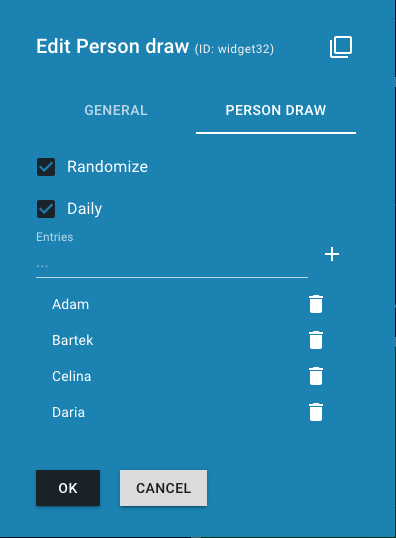 Edit Person draw (ID: widget32)
GENERAL PERSON DRAW
Randomize
Daily
Entries
...
Adam
Bartek
Celina
Daria
OK CANCEL